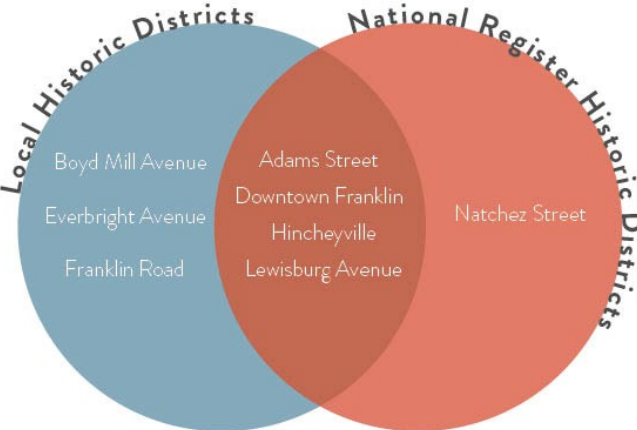 Local Historic Districts
National Register Historic Districts
Boyd Mill Avenue
Everbright Avenue
Franklin Road
Adams Street
Downtown Franklin
Hincheyville
Lewisburg Avenue
Natchez Street